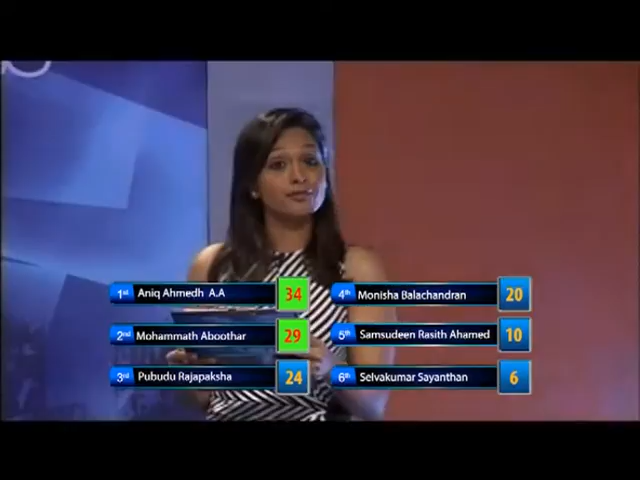 1st Aniq Ahmedh A.A 34
2nd Mohammath Aboothar 29
3rd Pubudu Rajapaksha 24
4th Monisha Balachandran 20
5th Samsudeen Rasith Ahamed 10
6th Selvakumar Sayanthan 6